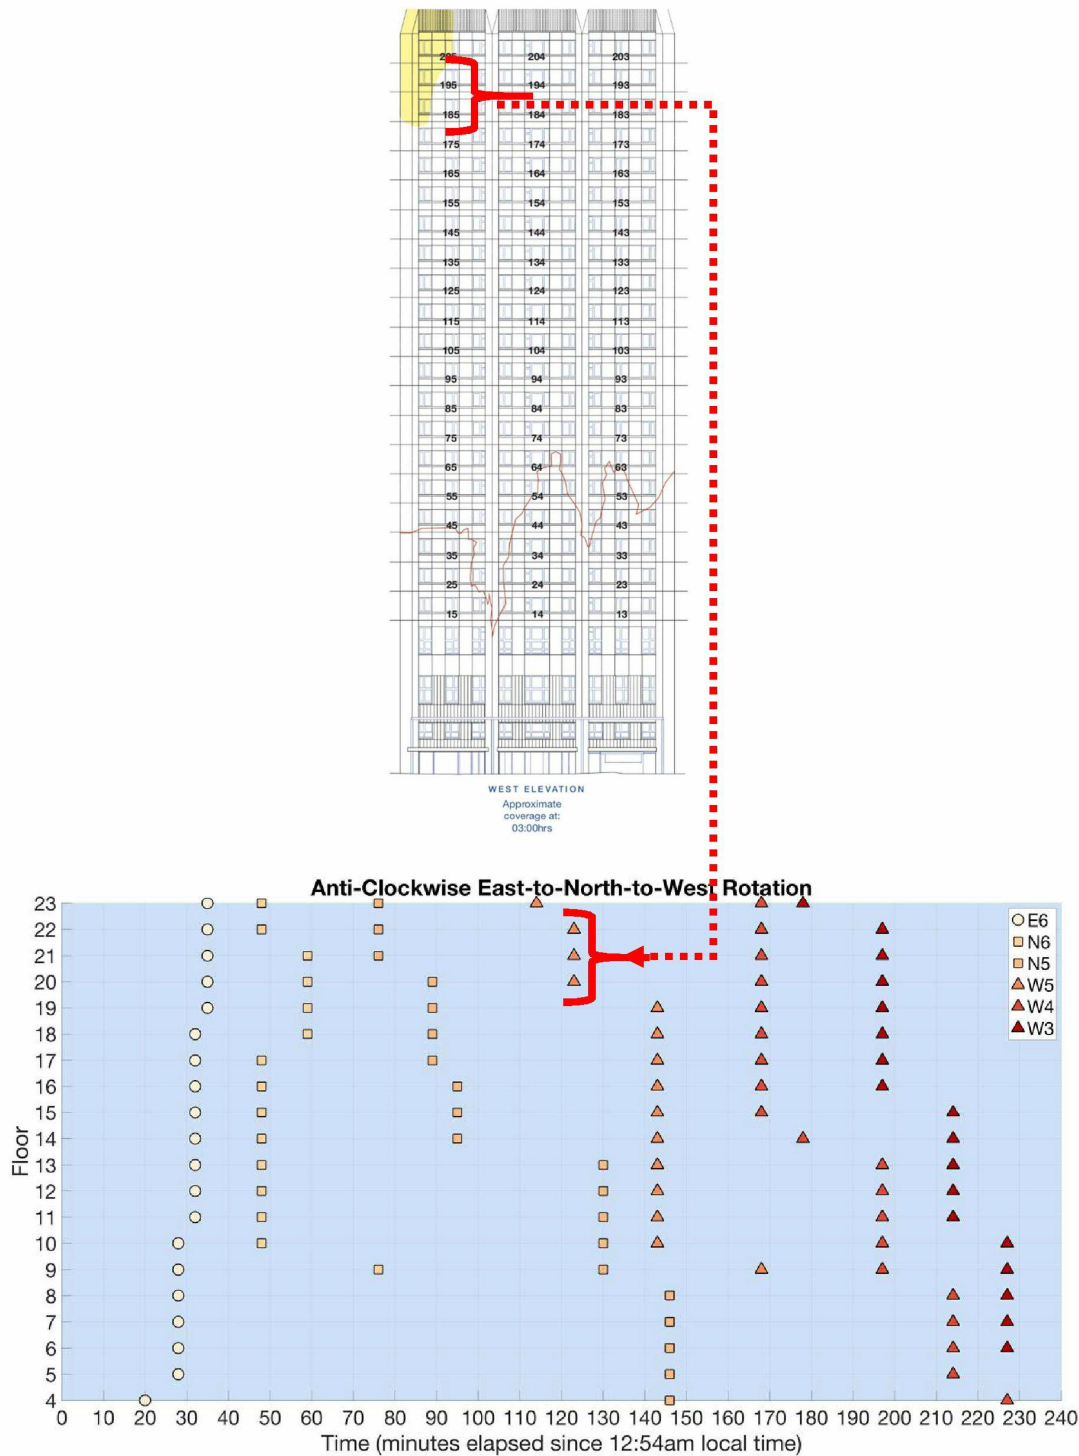 205 204 203
195 194 193
185 184 183
175 174 173
165 164 163
155 154 153
145 144 143
135 134 133
125 124 123
115 114 113
105 104 103
95 94 93
85 84 83
75 74 73
65 64 63
55 54 53
45 44 43
35 34 33
25 24 23
15 14 13
WEST ELEVATION
Approximate
coverage at:
03:00hrs
Anti-Clockwise East-to-North-to-West Rotation
23
22
21
20
19
18
17
16
15
14
13
12
11
10
9
8
7
6
5
4
Floor
E6
N6
N5
W5
W4
W3
0 10 20 30 40 50 60 70 80 90 100 110 120 130 140 150 160 170 180 190 200 210 220 230 240
Time (minutes elapsed since 12:54am local time)